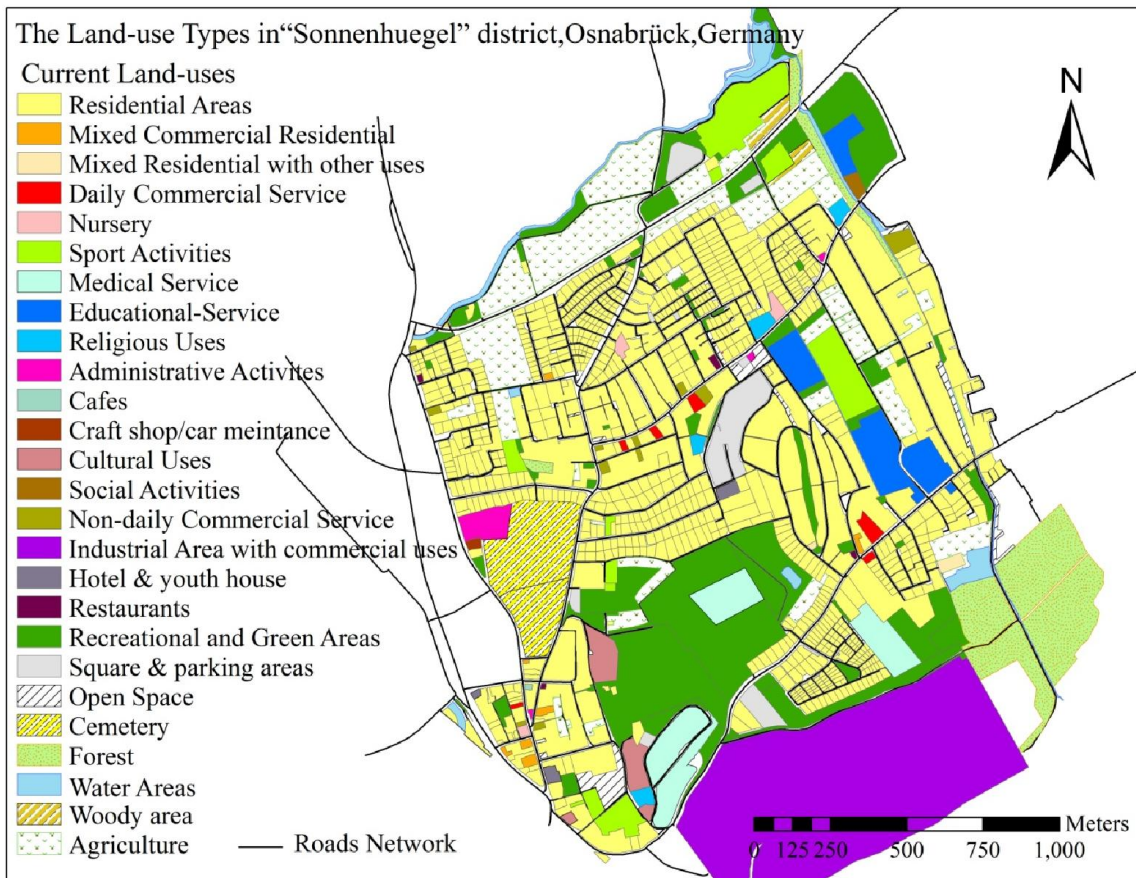 The Land-use Types in“Sonnenhuegel” district,Osnabrück,Germany
Current Land-uses
Residential Areas
Mixed Commercial Residential
Mixed Residential with other uses
Daily Commercial Service
Nursery
Sport Activities
Medical Service
Educational-Service
Religious Uses
Administrative Activites
Cafes
Craft shop/car meintance
Cultural Uses
Social Activities
Non-daily Commercial Service
Industrial Area with commercial uses
Hotel & youth house
Restaurants
Recreational and Green Areas
Square & parking areas
Open Space
Cemetery
Forest
Water Areas
Woody area
Agriculture
Roads Network
N
Meters
0 125 250 500 750 1,000